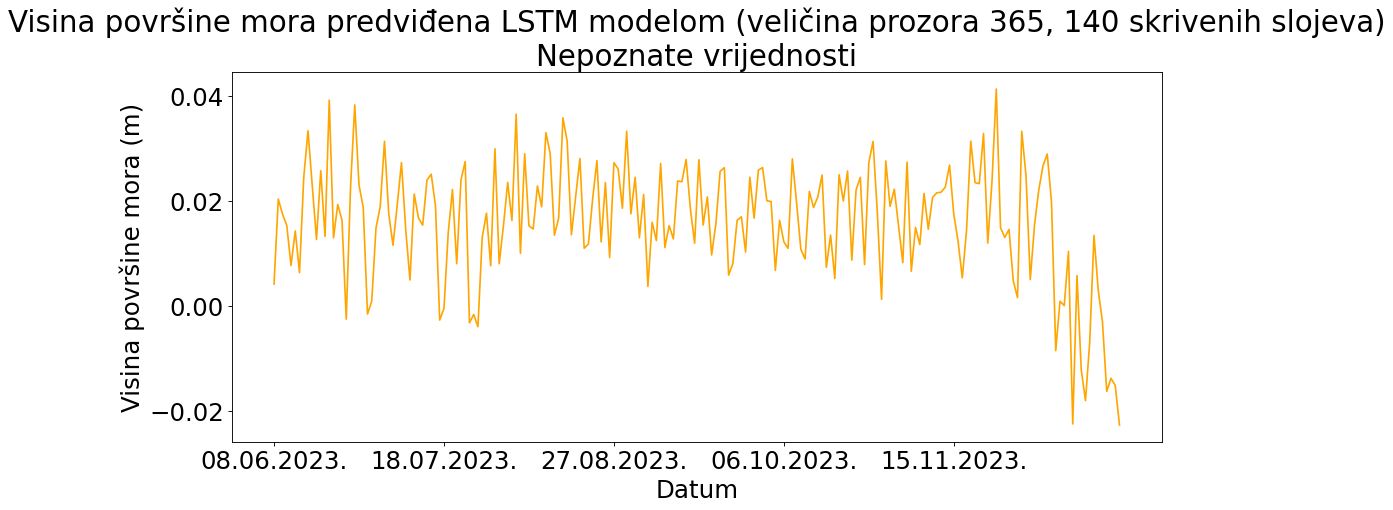 Visina površine mora predviđena LSTM modelom (veličina prozora 365, 140 skrivenih slojeva)
Nepoznate vrijednosti
Visina površine mora (m)
0.04
0.02
0.00
−0.02
08.06.2023. 18.07.2023. 27.08.2023. 06.10.2023. 15.11.2023.
Datum